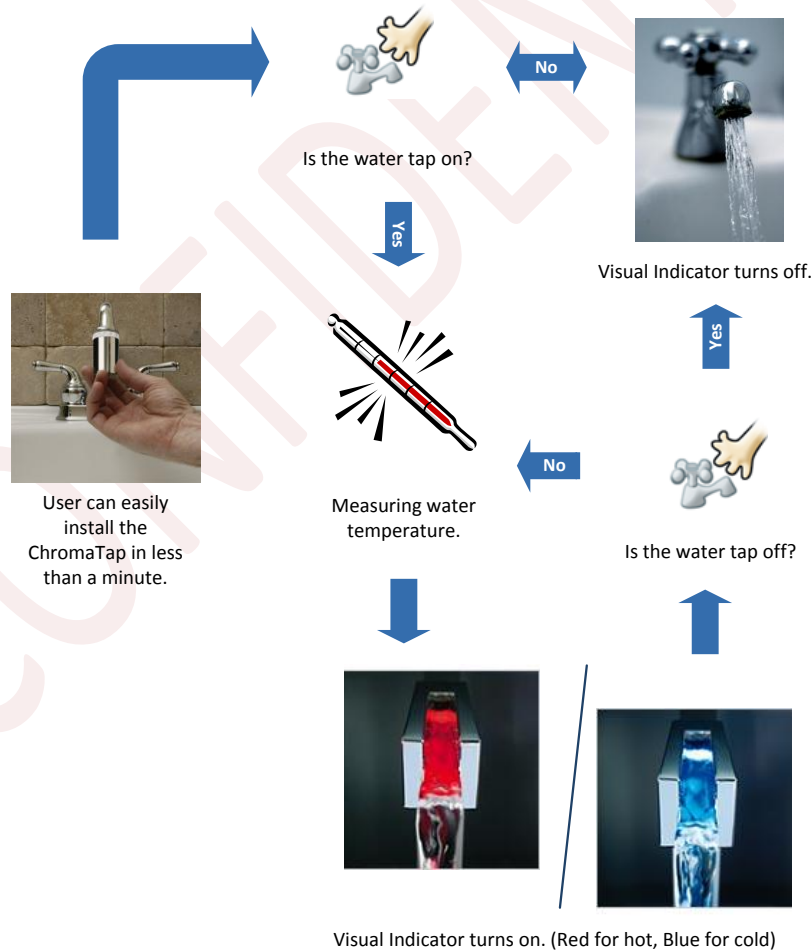 No
Is the water tap on?
Yes
Visual Indicator turns off.
Yes
User can easily
install the
ChromaTap in less
than a minute.
Measuring water
temperature.
No
Is the water tap off?
Visual Indicator turns on. (Red for hot, Blue for cold)